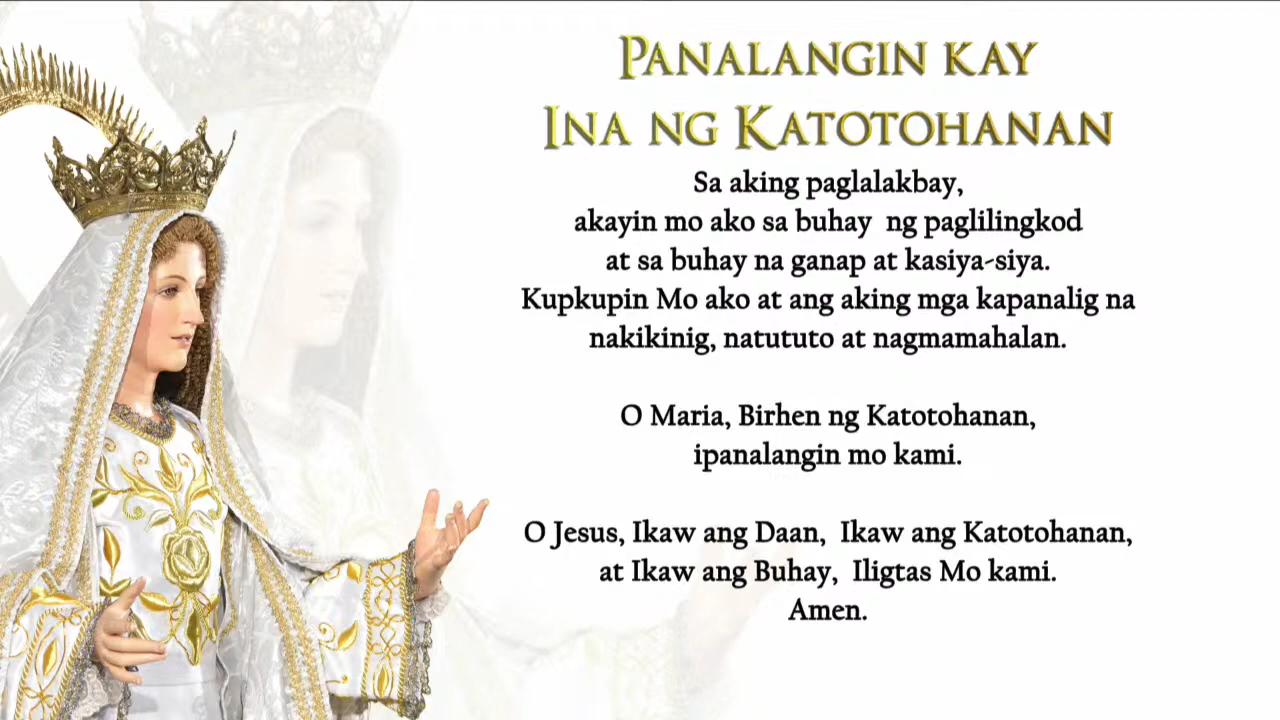 PANALANGIN KAY
INA NG KATOTOHANAN
Sa aking paglalakbay,
akayin mo ako sa buhay  ng paglilingkod
at sa buhay na ganap at kasiya-siya.
Kupkupin Mo ako at ang aking mga kapanalig na
nakikinig, natututo at nagmamahalan.
O Maria, Birhen ng Katotohanan,
ipanalangin mo kami.
O Jesus, Ikaw ang Daan,  Ikaw ang Katotohanan,
at Ikaw ang Buhay,  Iligtas Mo kami.
Amen.